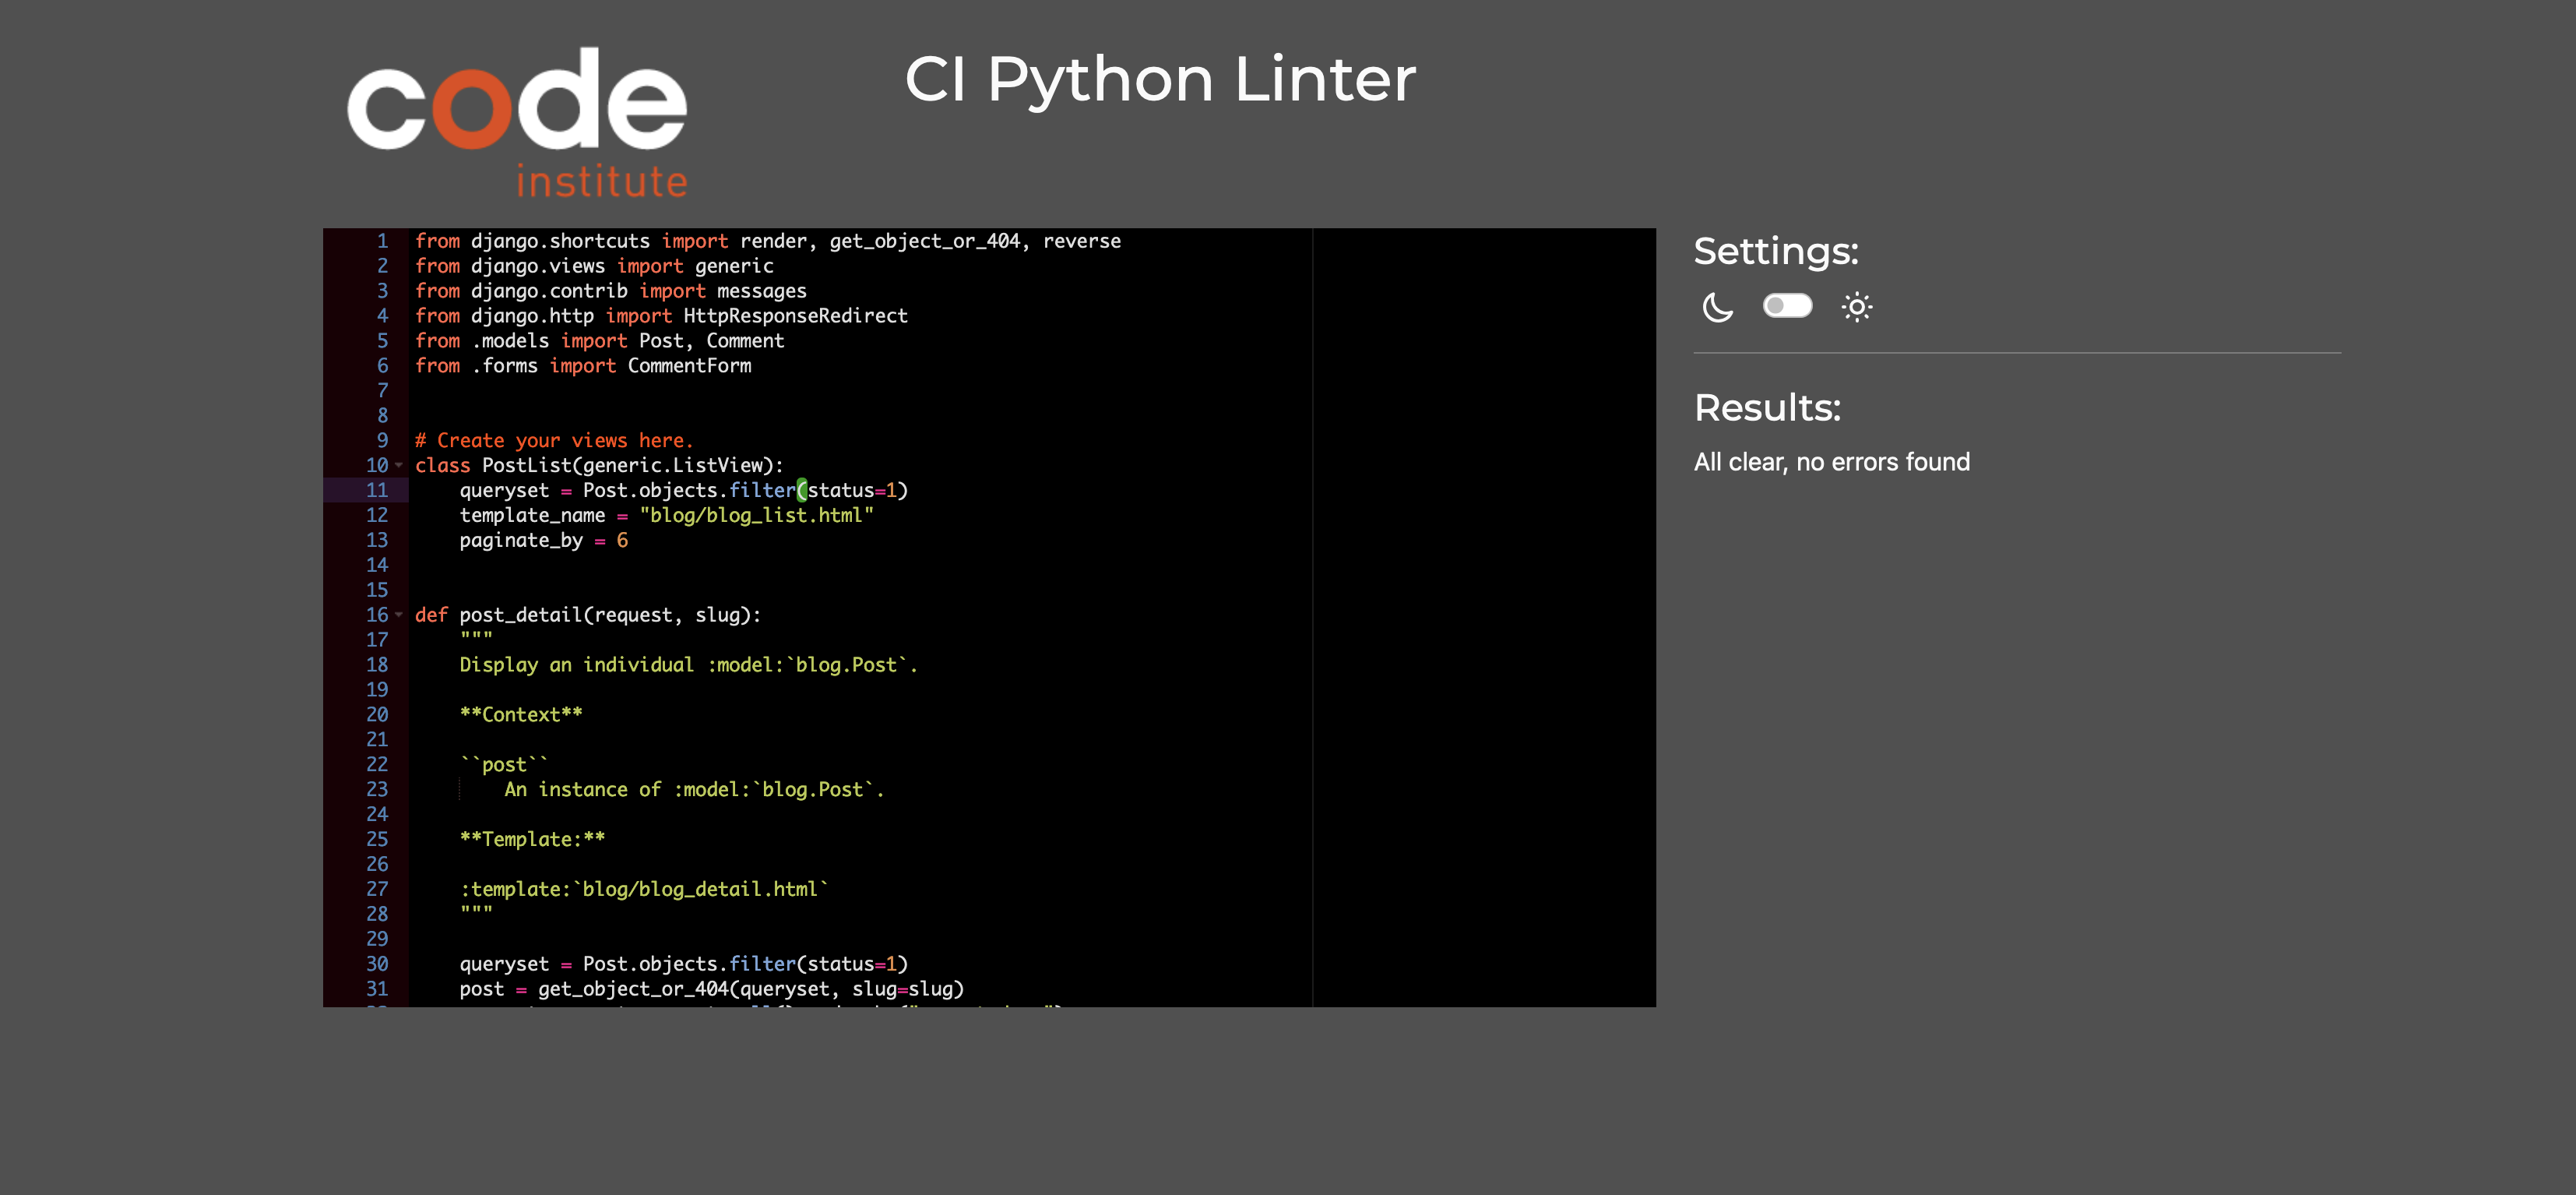 code
institute
CI Python Linter
1 from django.shortcuts import render, get_object_or_404, reverse
2 from django.views import generic
3 from django.contrib import messages
4 from django.http import HttpResponseRedirect
5 from .models import Post, Comment
6 from .forms import CommentForm
7
8
9 # Create your views here.
10 class PostList(generic.ListView):
11     queryset = Post.objects.filter(status=1)
12     template_name = "blog/blog_list.html"
13     paginate_by = 6
14
15
16 def post_detail(request, slug):
17     """
18     Display an individual :model:`blog.Post`.
19
20     **Context**
21
22     ``post``
23         An instance of :model:`blog.Post`.
24
25     **Template:**
26
27     :template:`blog/blog_detail.html`
28     """
29
30     queryset = Post.objects.filter(status=1)
31     post = get_object_or_404(queryset, slug=slug)
Settings:
Results:
All clear, no errors found